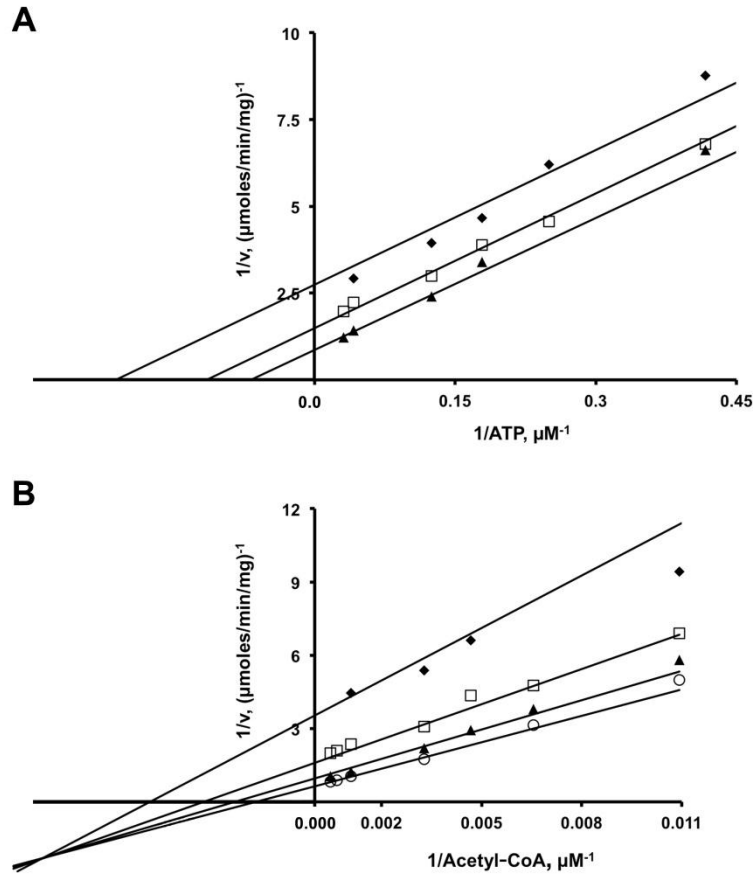 A
1/v, (µmoles/min/mg)⁻¹
10
7.5
5
2.5
0.0 0.15 0.3 0.45
1/ATP, µM⁻¹
B
1/v, (µmoles/min/mg)⁻¹
12
9
6
3
0.000 0.002 0.005 0.008 0.011
1/Acetyl-CoA, µM⁻¹